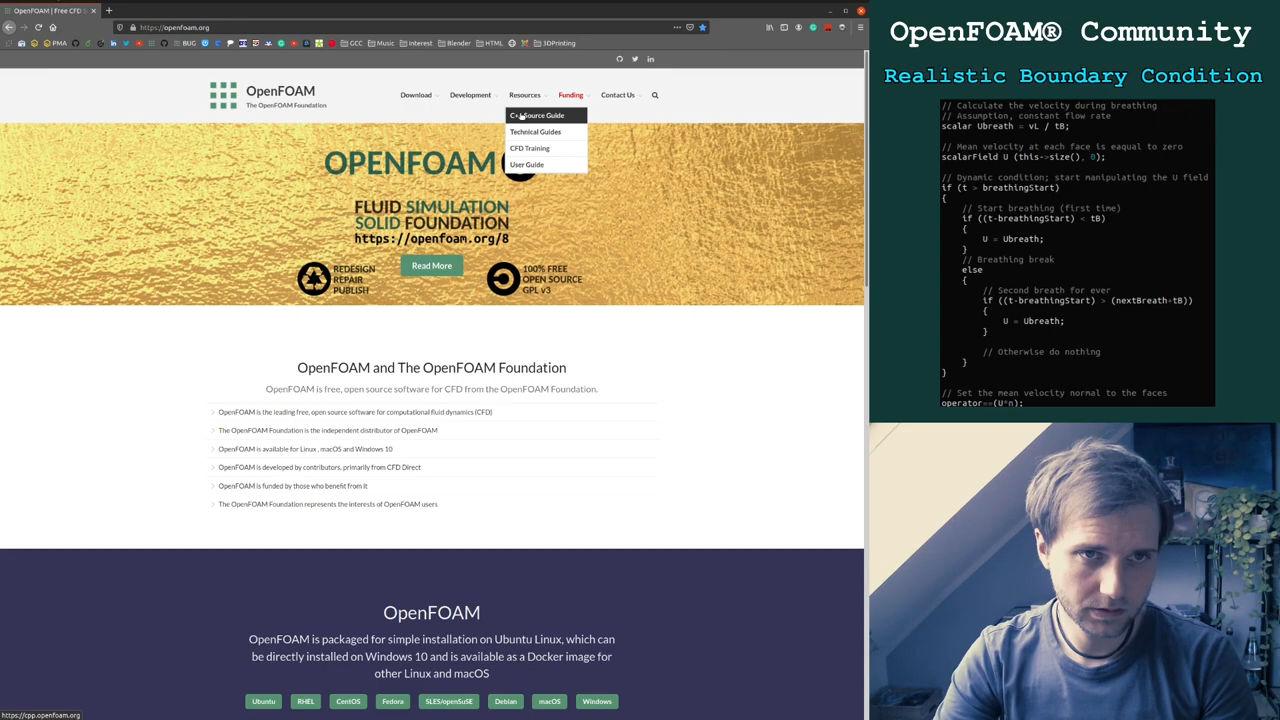 OpenFOAM | Free CFD S
https://openfoam.org
PMA
BUG
GCC
Music
Interest
Blender
HTML
3DPrinting
OpenFOAM
The OpenFOAM Foundation
Download
Development
Resources
Funding
Contact Us
C++ Source Guide
Technical Guides
CFD Training
User Guide
OPENFOAM
FLUID SIMULATION
SOLID FOUNDATION
https://openfoam.org/8
Read More
REDESIGN
REPAIR
PUBLISH
100% FREE
OPEN SOURCE
GPL v3
OpenFOAM and The OpenFOAM Foundation
OpenFOAM is free, open source software for CFD from the OpenFOAM Foundation.
OpenFOAM is the leading free, open source software for computational fluid dynamics (CFD)
The OpenFOAM Foundation is the independent distributor of OpenFOAM
OpenFOAM is available for Linux , macOS and Windows 10
OpenFOAM is developed by contributors, primarily from CFD Direct
OpenFOAM is funded by those who benefit from it
The OpenFOAM Foundation represents the interests of OpenFOAM users
OpenFOAM
OpenFOAM is packaged for simple installation on Ubuntu Linux, which can
be directly installed on Windows 10 and is available as a Docker image for
other Linux and macOS
Ubuntu
RHEL
CentOS
Fedora
SLES/openSuSE
Debian
macOS
Windows
https://cpp.openfoam.org
OpenFOAM® Community
Realistic Boundary Condition
// Calculate the velocity during breathing
// Assumption, constant flow rate
scalar Ubreath = vL / tB;
// Mean velocity at each face is eaqual to zero
scalarField U (this->size(), 0);
// Dynamic condition; start manipulating the U field
if (t > breathingStart)
{
// Start breathing (first time)
if ((t-breathingStart) < tB)
{
U = Ubreath;
}
// Breathing break
else
{
// Second breath for ever
if ((t-breathingStart) > (nextBreath+tB))
{
U = Ubreath;
}
// Otherwise do nothing
}
}
// Set the mean velocity normal to the faces
operator==(U*n);